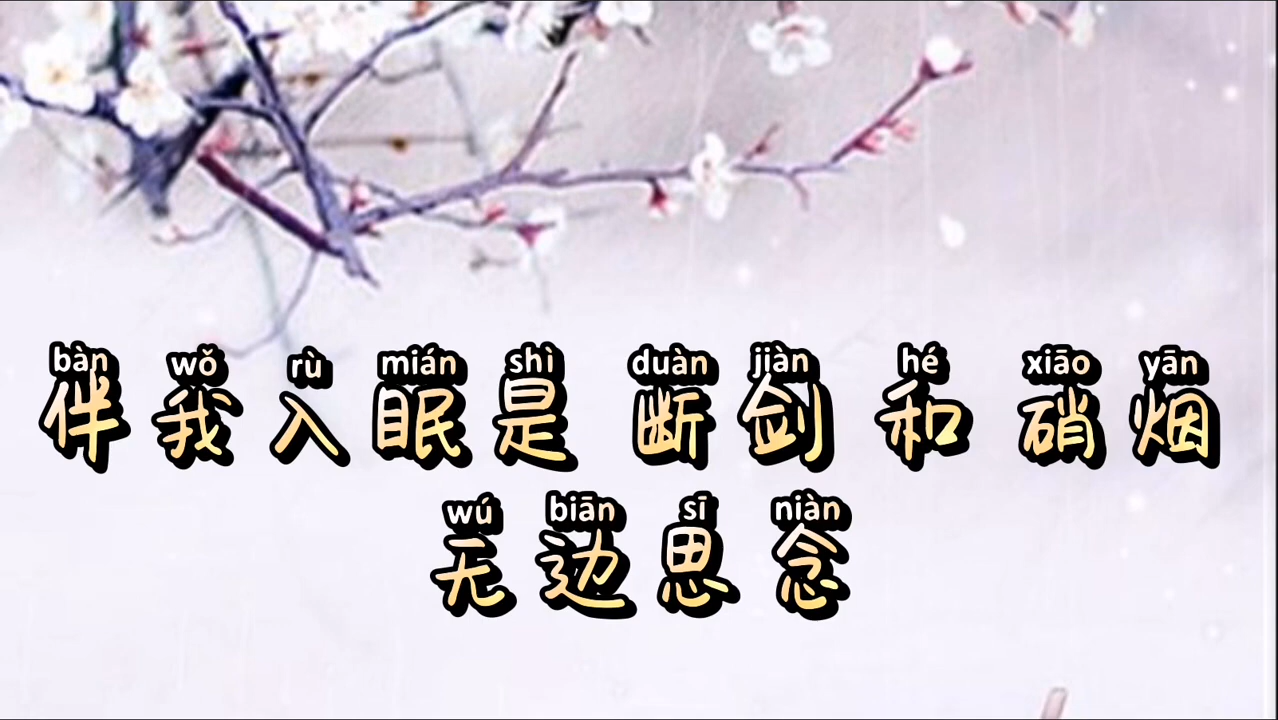 bàn wǒ rù mián shì duàn jiàn hé xiāo yān
伴我入眠是 断剑 和 硝烟
wú biān sī niàn
无边思念